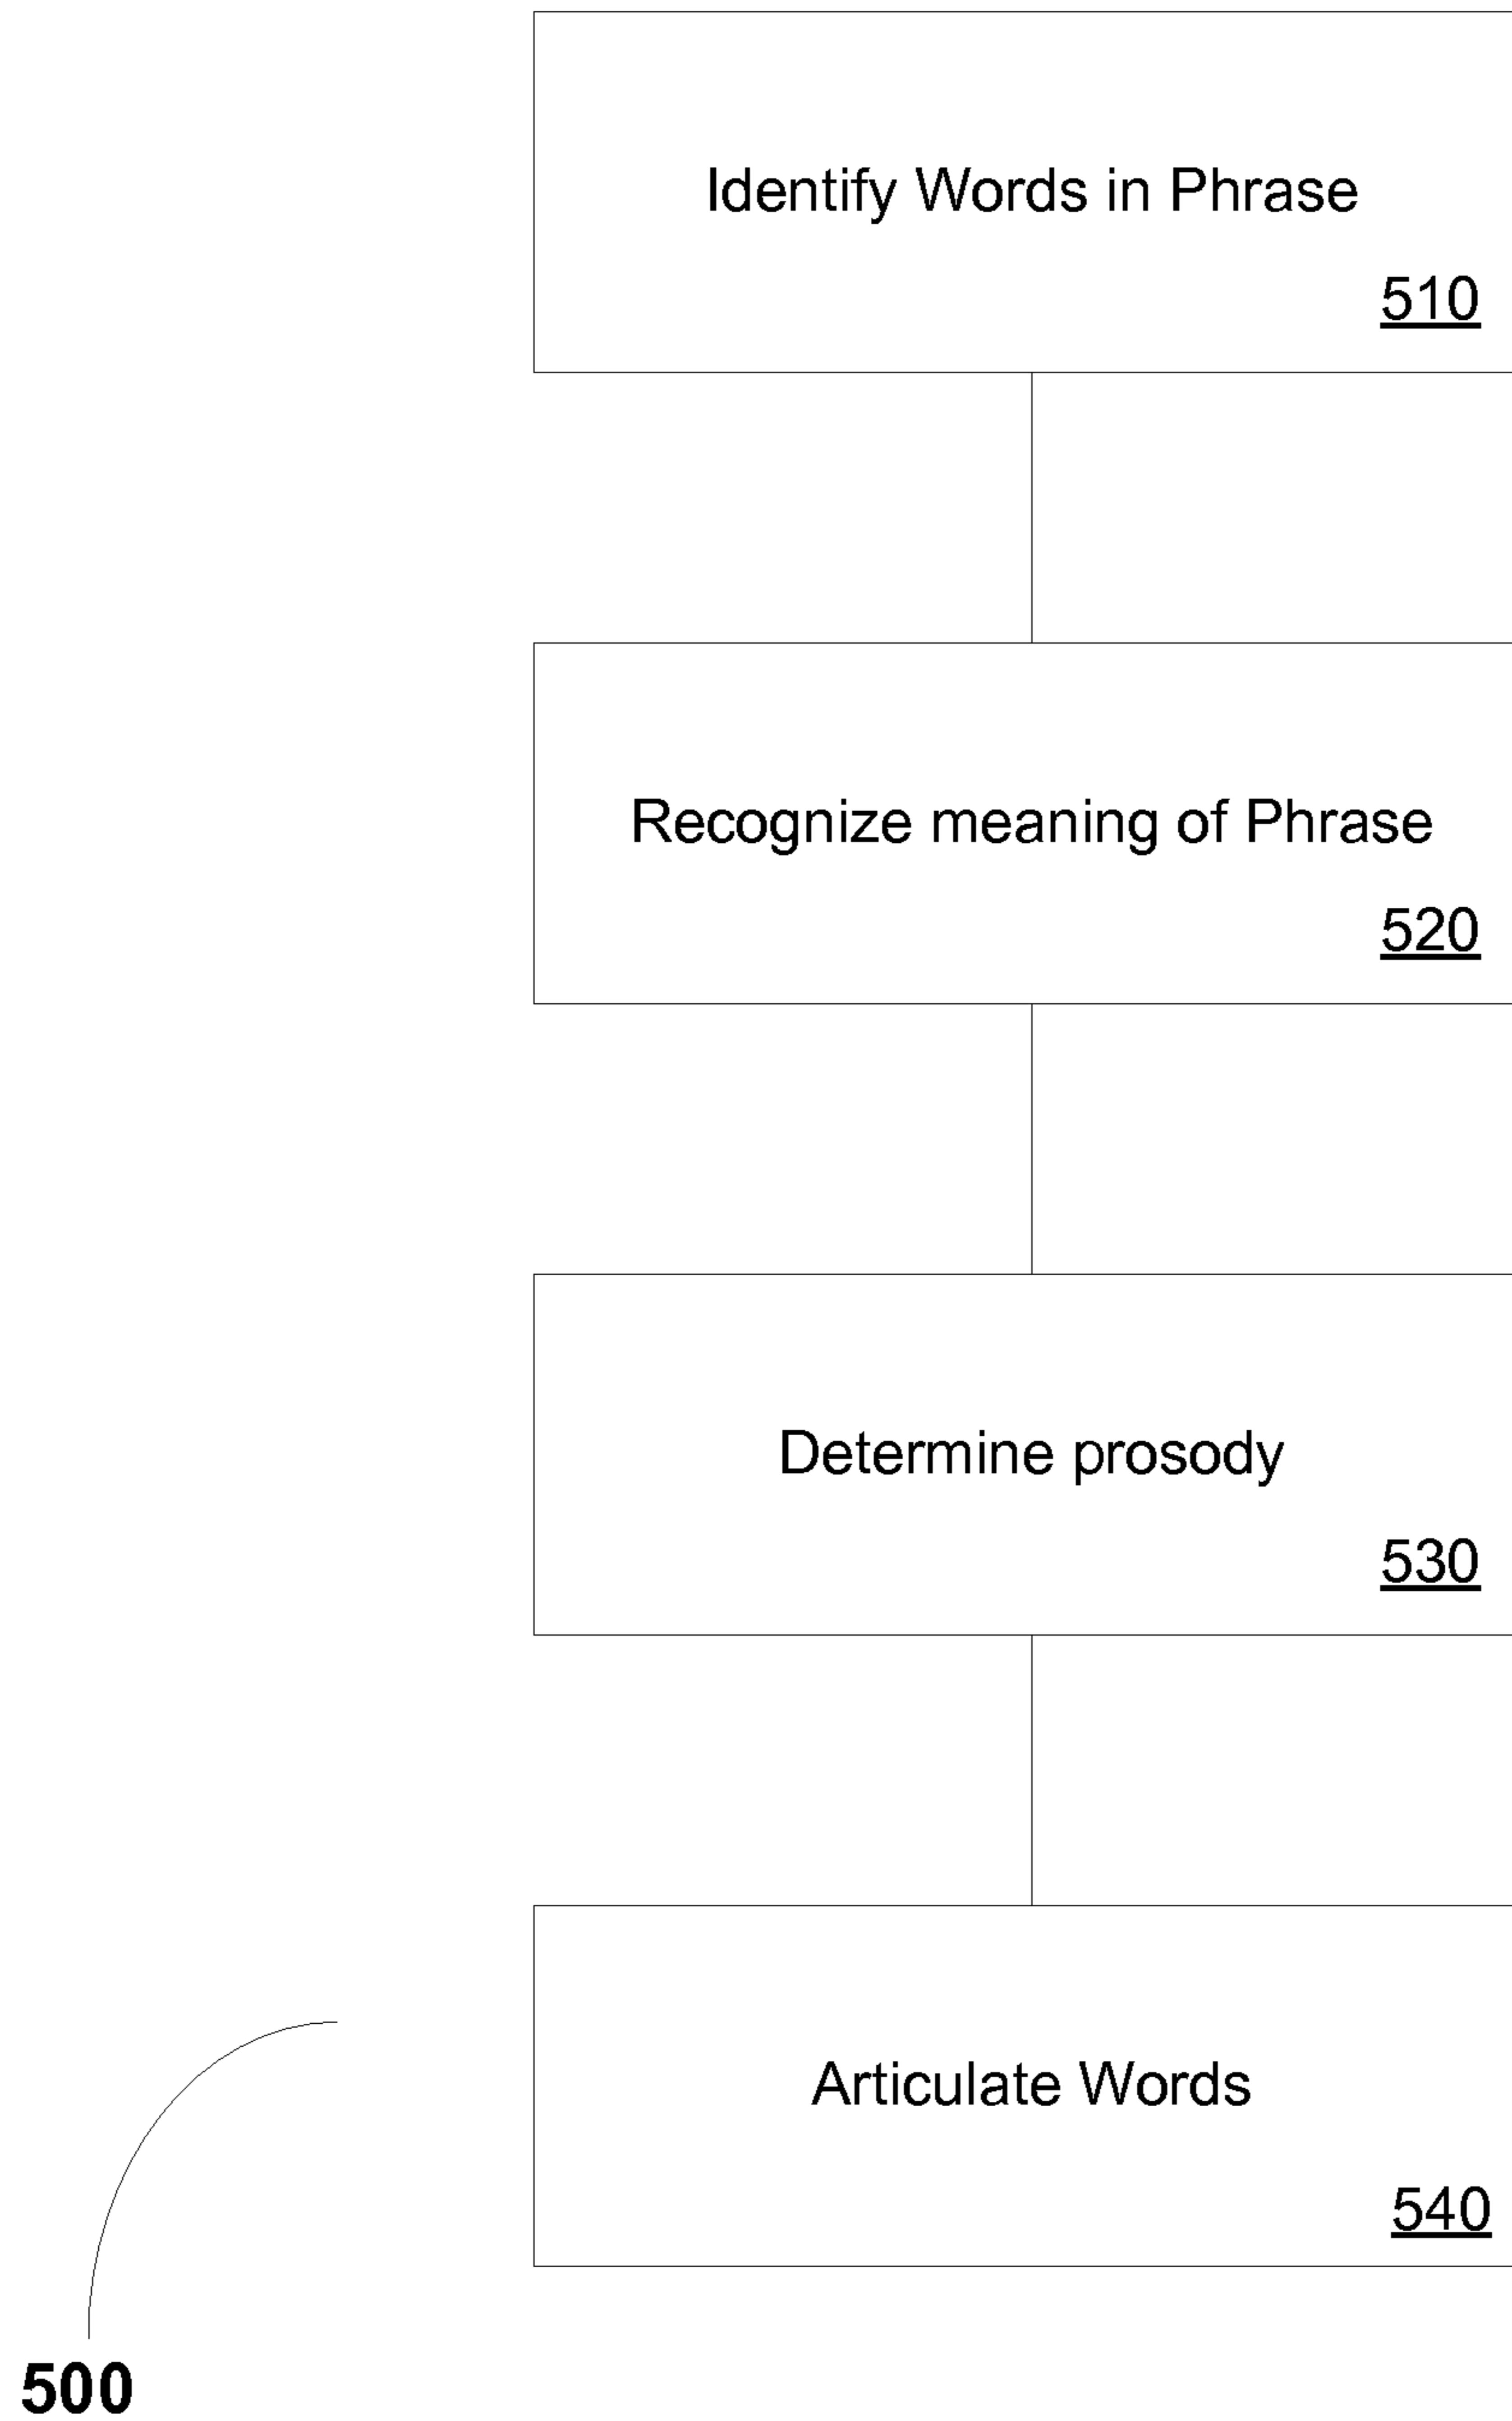 Identify Words in Phrase
510
Recognize meaning of Phrase
520
Determine prosody
530
Articulate Words
540
500